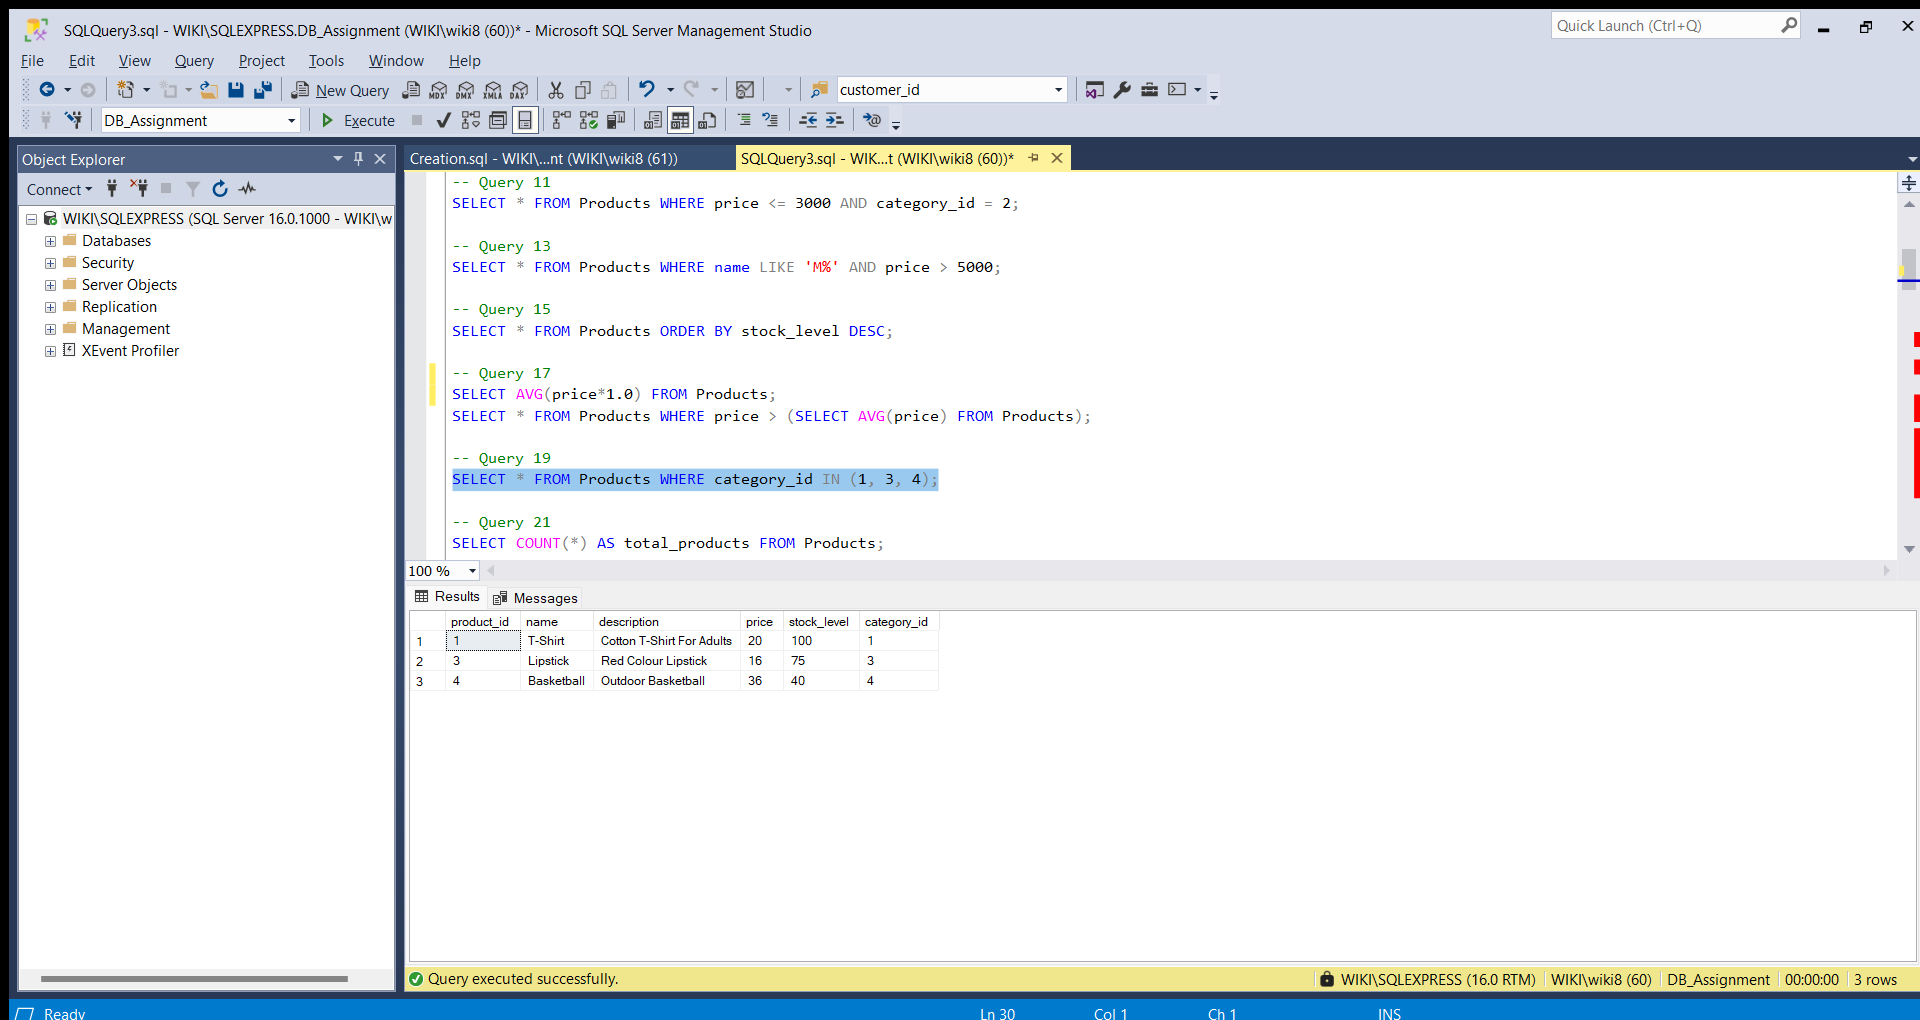 SQLQuery3.sql - WIKI\SQLEXPRESS.DB_Assignment (WIKI\wiki8 (60))* - Microsoft SQL Server Management Studio
Quick Launch (Ctrl+Q)
File Edit View Query Project Tools Window Help
New Query MDX DMX XMLA DAX customer_id
DB_Assignment Execute
Object Explorer
Connect
WIKI\SQLEXPRESS (SQL Server 16.0.1000 - WIKI\w
Databases
Security
Server Objects
Replication
Management
XEvent Profiler
Creation.sql - WIKI\...nt (WIKI\wiki8 (61)) SQLQuery3.sql - WIK...t (WIKI\wiki8 (60))*
-- Query 11
SELECT * FROM Products WHERE price <= 3000 AND category_id = 2;
-- Query 13
SELECT * FROM Products WHERE name LIKE 'M%' AND price > 5000;
-- Query 15
SELECT * FROM Products ORDER BY stock_level DESC;
-- Query 17
SELECT AVG(price*1.0) FROM Products;
SELECT * FROM Products WHERE price > (SELECT AVG(price) FROM Products);
-- Query 19
SELECT * FROM Products WHERE category_id IN (1, 3, 4);
-- Query 21
SELECT COUNT(*) AS total_products FROM Products;
100 %
Results Messages
product_id name description price stock_level category_id
1 1 T-Shirt Cotton T-Shirt For Adults 20 100 1
2 3 Lipstick Red Colour Lipstick 16 75 3
3 4 Basketball Outdoor Basketball 36 40 4
Query executed successfully. WIKI\SQLEXPRESS (16.0 RTM) WIKI\wiki8 (60) DB_Assignment 00:00:00 3 rows
Ready Ln 30 Col 1 Ch 1 INS